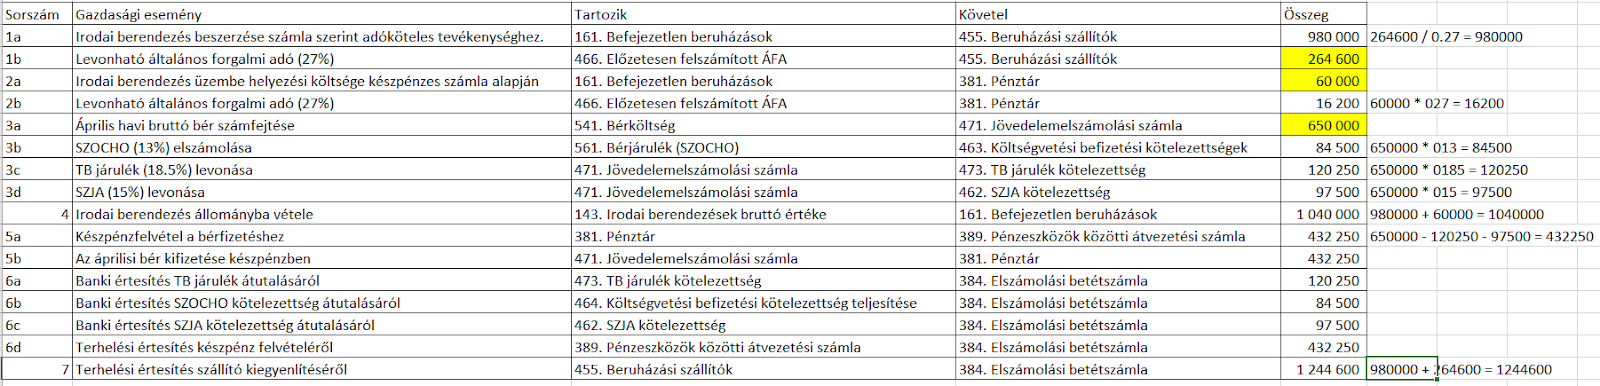 Sorszám Gazdasági esemény Tartozik Követel Összeg
1a Irodai berendezés beszerzése számla szerint adóköteles tevékenységhez. 161. Befejezetlen beruházások 455. Beruházási szállítók 980 000 264600 / 0.27 = 980000
1b Levonható általános forgalmi adó (27%) 466. Előzetesen felszámított ÁFA 455. Beruházási szállítók 264 600
2a Irodai berendezés üzembe helyezési költsége készpénzes számla alapján 161. Befejezetlen beruházások 381. Pénztár 60 000
2b Levonható általános forgalmi adó (27%) 466. Előzetesen felszámított ÁFA 381. Pénztár 16 200 60000 * 027 = 16200
3a Április havi bruttó bér számfejtése 541. Bérköltség 471. Jövedelemelszámolási számla 650 000
3b SZOCHO (13%) elszámolása 561. Bérjárulék (SZOCHO) 463. Költségvetési befizetési kötelezettségek 84 500 650000 * 013 = 84500
3c TB járulék (18.5%) levonása 471. Jövedelemelszámolási számla 473. TB járulék kötelezettség 120 250 650000 * 0185 = 120250
3d SZJA (15%) levonása 471. Jövedelemelszámolási számla 462. SZJA kötelezettség 97 500 650000 * 015 = 97500
4 Irodai berendezés állományba vétele 143. Irodai berendezések bruttó értéke 161. Befejezetlen beruházások 1 040 000 980000 + 60000 = 1040000
5a Készpénzfelvétel a bérfizetéshez 381. Pénztár 389. Pénzeszközök közötti átvezetési számla 432 250 650000 - 120250 - 97500 = 432250
5b Az áprilisi bér kifizetése készpénzben 471. Jövedelemelszámolási számla 381. Pénztár 432 250
6a Banki értesítés TB járulék átutalásáról 473. TB járulék kötelezettség 384. Elszámolási betétszámla 120 250
6b Banki értesítés SZOCHO kötelezettség átutalásáról 464. Költségvetési befizetési kötelezettség teljesítése 384. Elszámolási betétszámla 84 500
6c Banki értesítés SZJA kötelezettség átutalásáról 462. SZJA kötelezettség 384. Elszámolási betétszámla 97 500
6d Terhelési értesítés készpénz felvételéről 389. Pénzeszközök közötti átvezetési számla 384. Elszámolási betétszámla 432 250
7 Terhelési értesítés szállító kiegyenlítéséről 455. Beruházási szállítók 384. Elszámolási betétszámla 1 244 600 980000 + 264600 = 1244600